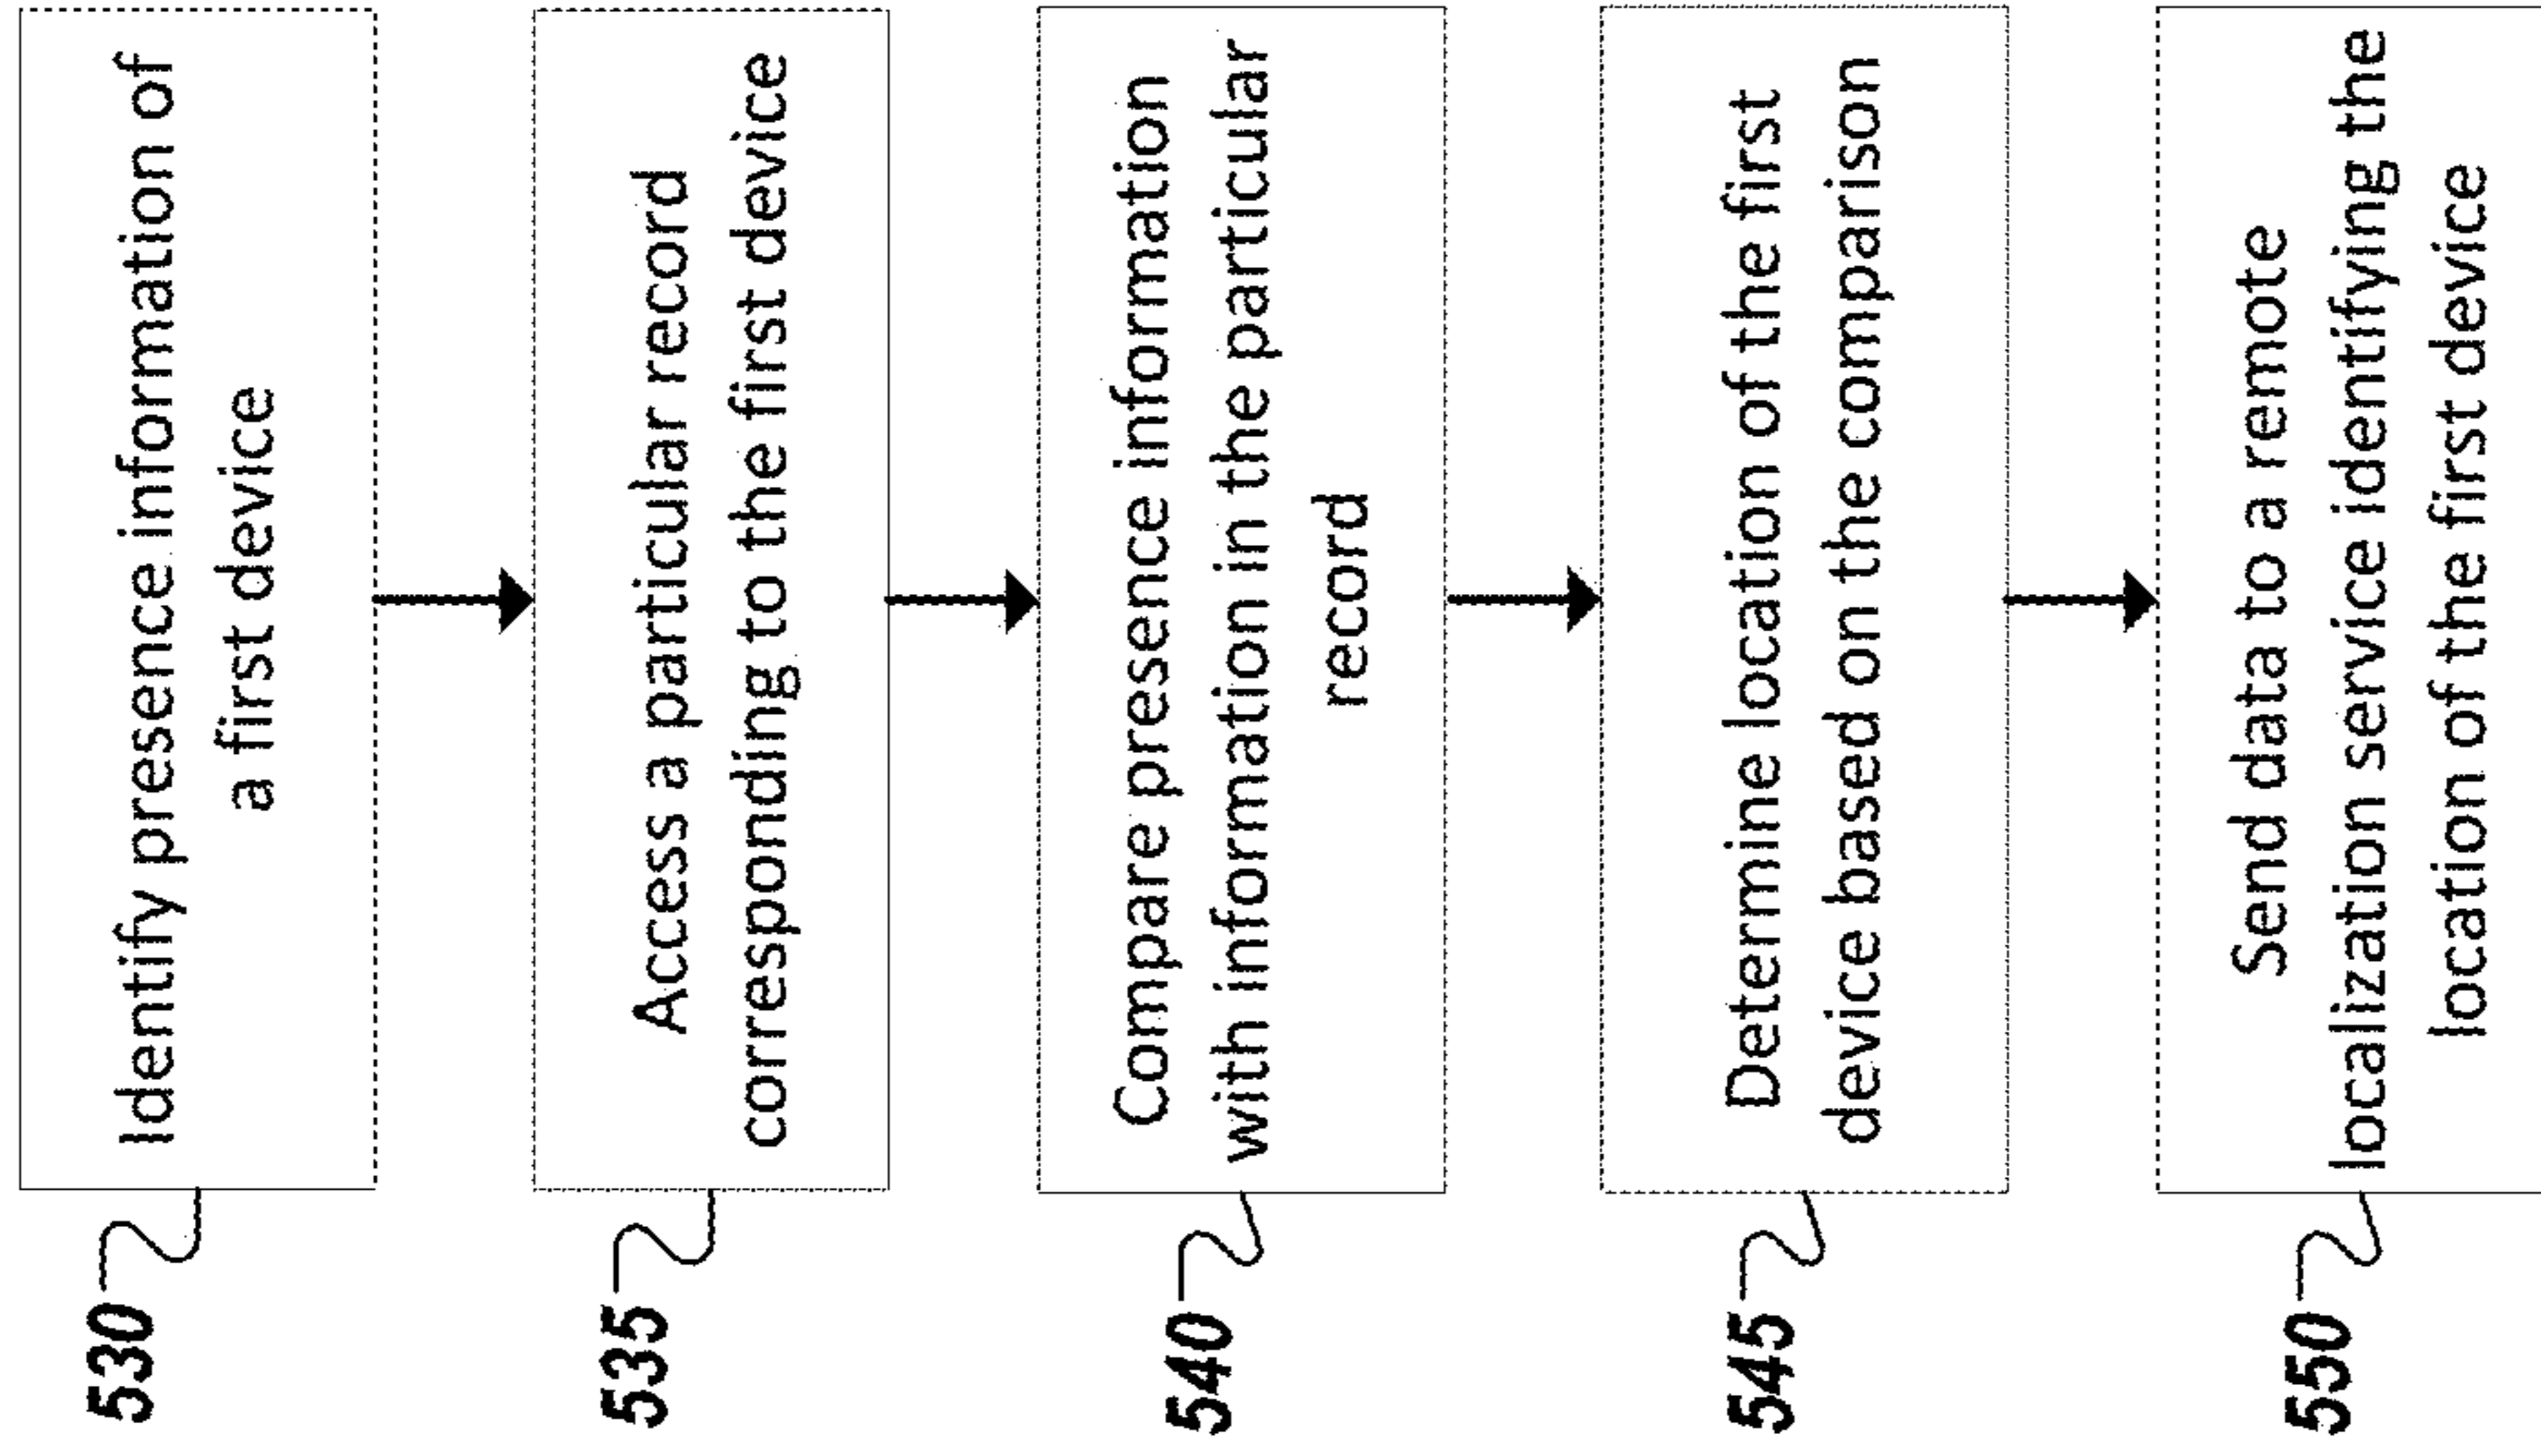 530
Identify presence information of
a first device
535
Access a particular record
corresponding to the first device
540
Compare presence information
with information in the particular
record
545
Determine location of the first
device based on the comparison
550
Send data to a remote
localization service identifying the
location of the first device